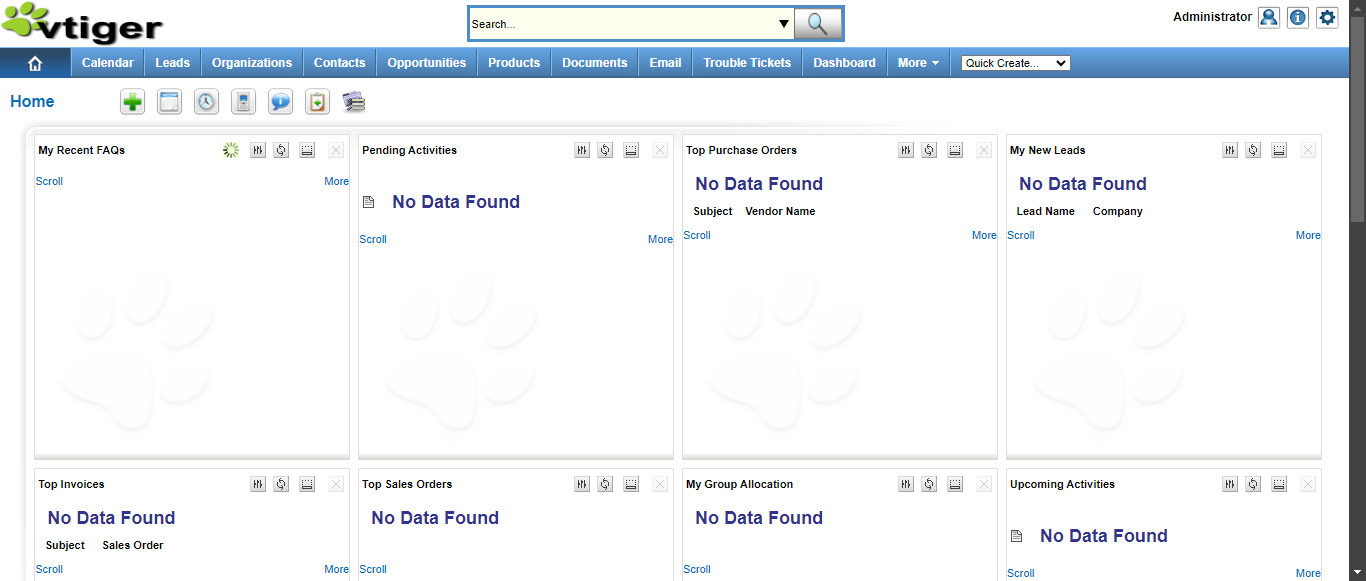 vtiger
Search...
Administrator
Calendar Leads Organizations Contacts Opportunities Products Documents Email Trouble Tickets Dashboard More Quick Create...
Home
My Recent FAQs
Scroll More
Pending Activities
No Data Found
Scroll More
Top Purchase Orders
No Data Found
Subject Vendor Name
Scroll More
My New Leads
No Data Found
Lead Name Company
Scroll More
Top Invoices
No Data Found
Subject Sales Order
Scroll More
Top Sales Orders
No Data Found
Scroll
My Group Allocation
No Data Found
Scroll
Upcoming Activities
No Data Found
Scroll More